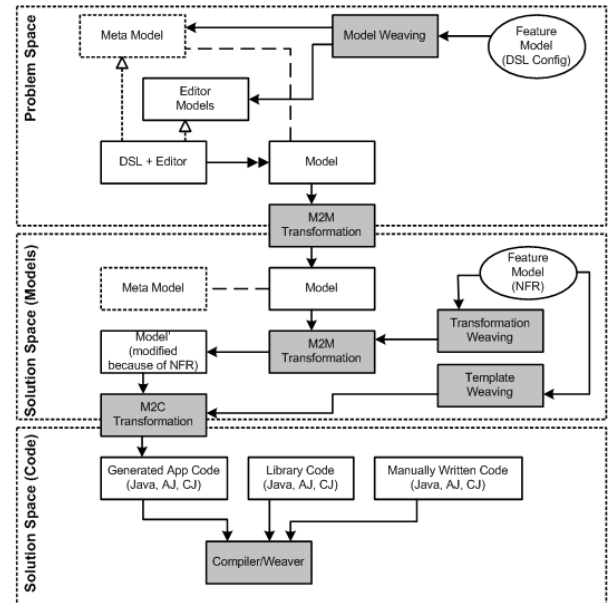 Problem Space
Meta Model
Model Weaving
Feature
Model
(DSL Config)
Editor
Models
DSL + Editor
Model
M2M
Transformation
Solution Space (Models)
Meta Model
Model
Feature
Model
(NFR)
Model'
(modified
because of NFR)
M2M
Transformation
Transformation
Weaving
Template
Weaving
M2C
Transformation
Solution Space (Code)
Generated App Code
(Java, AJ, CJ)
Library Code
(Java, AJ, CJ)
Manually Written Code
(Java, AJ, CJ)
Compiler/Weaver